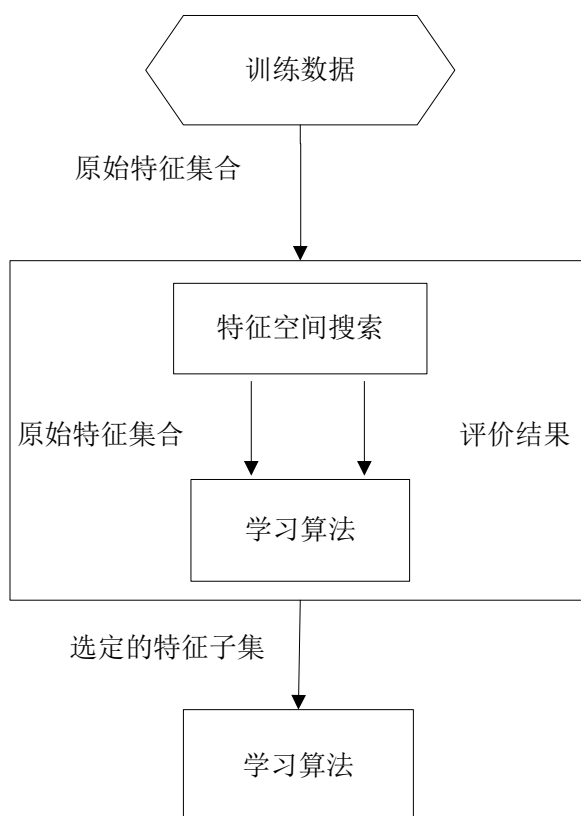 训练数据
原始特征集合
特征空间搜索
原始特征集合
评价结果
学习算法
选定的特征子集
学习算法